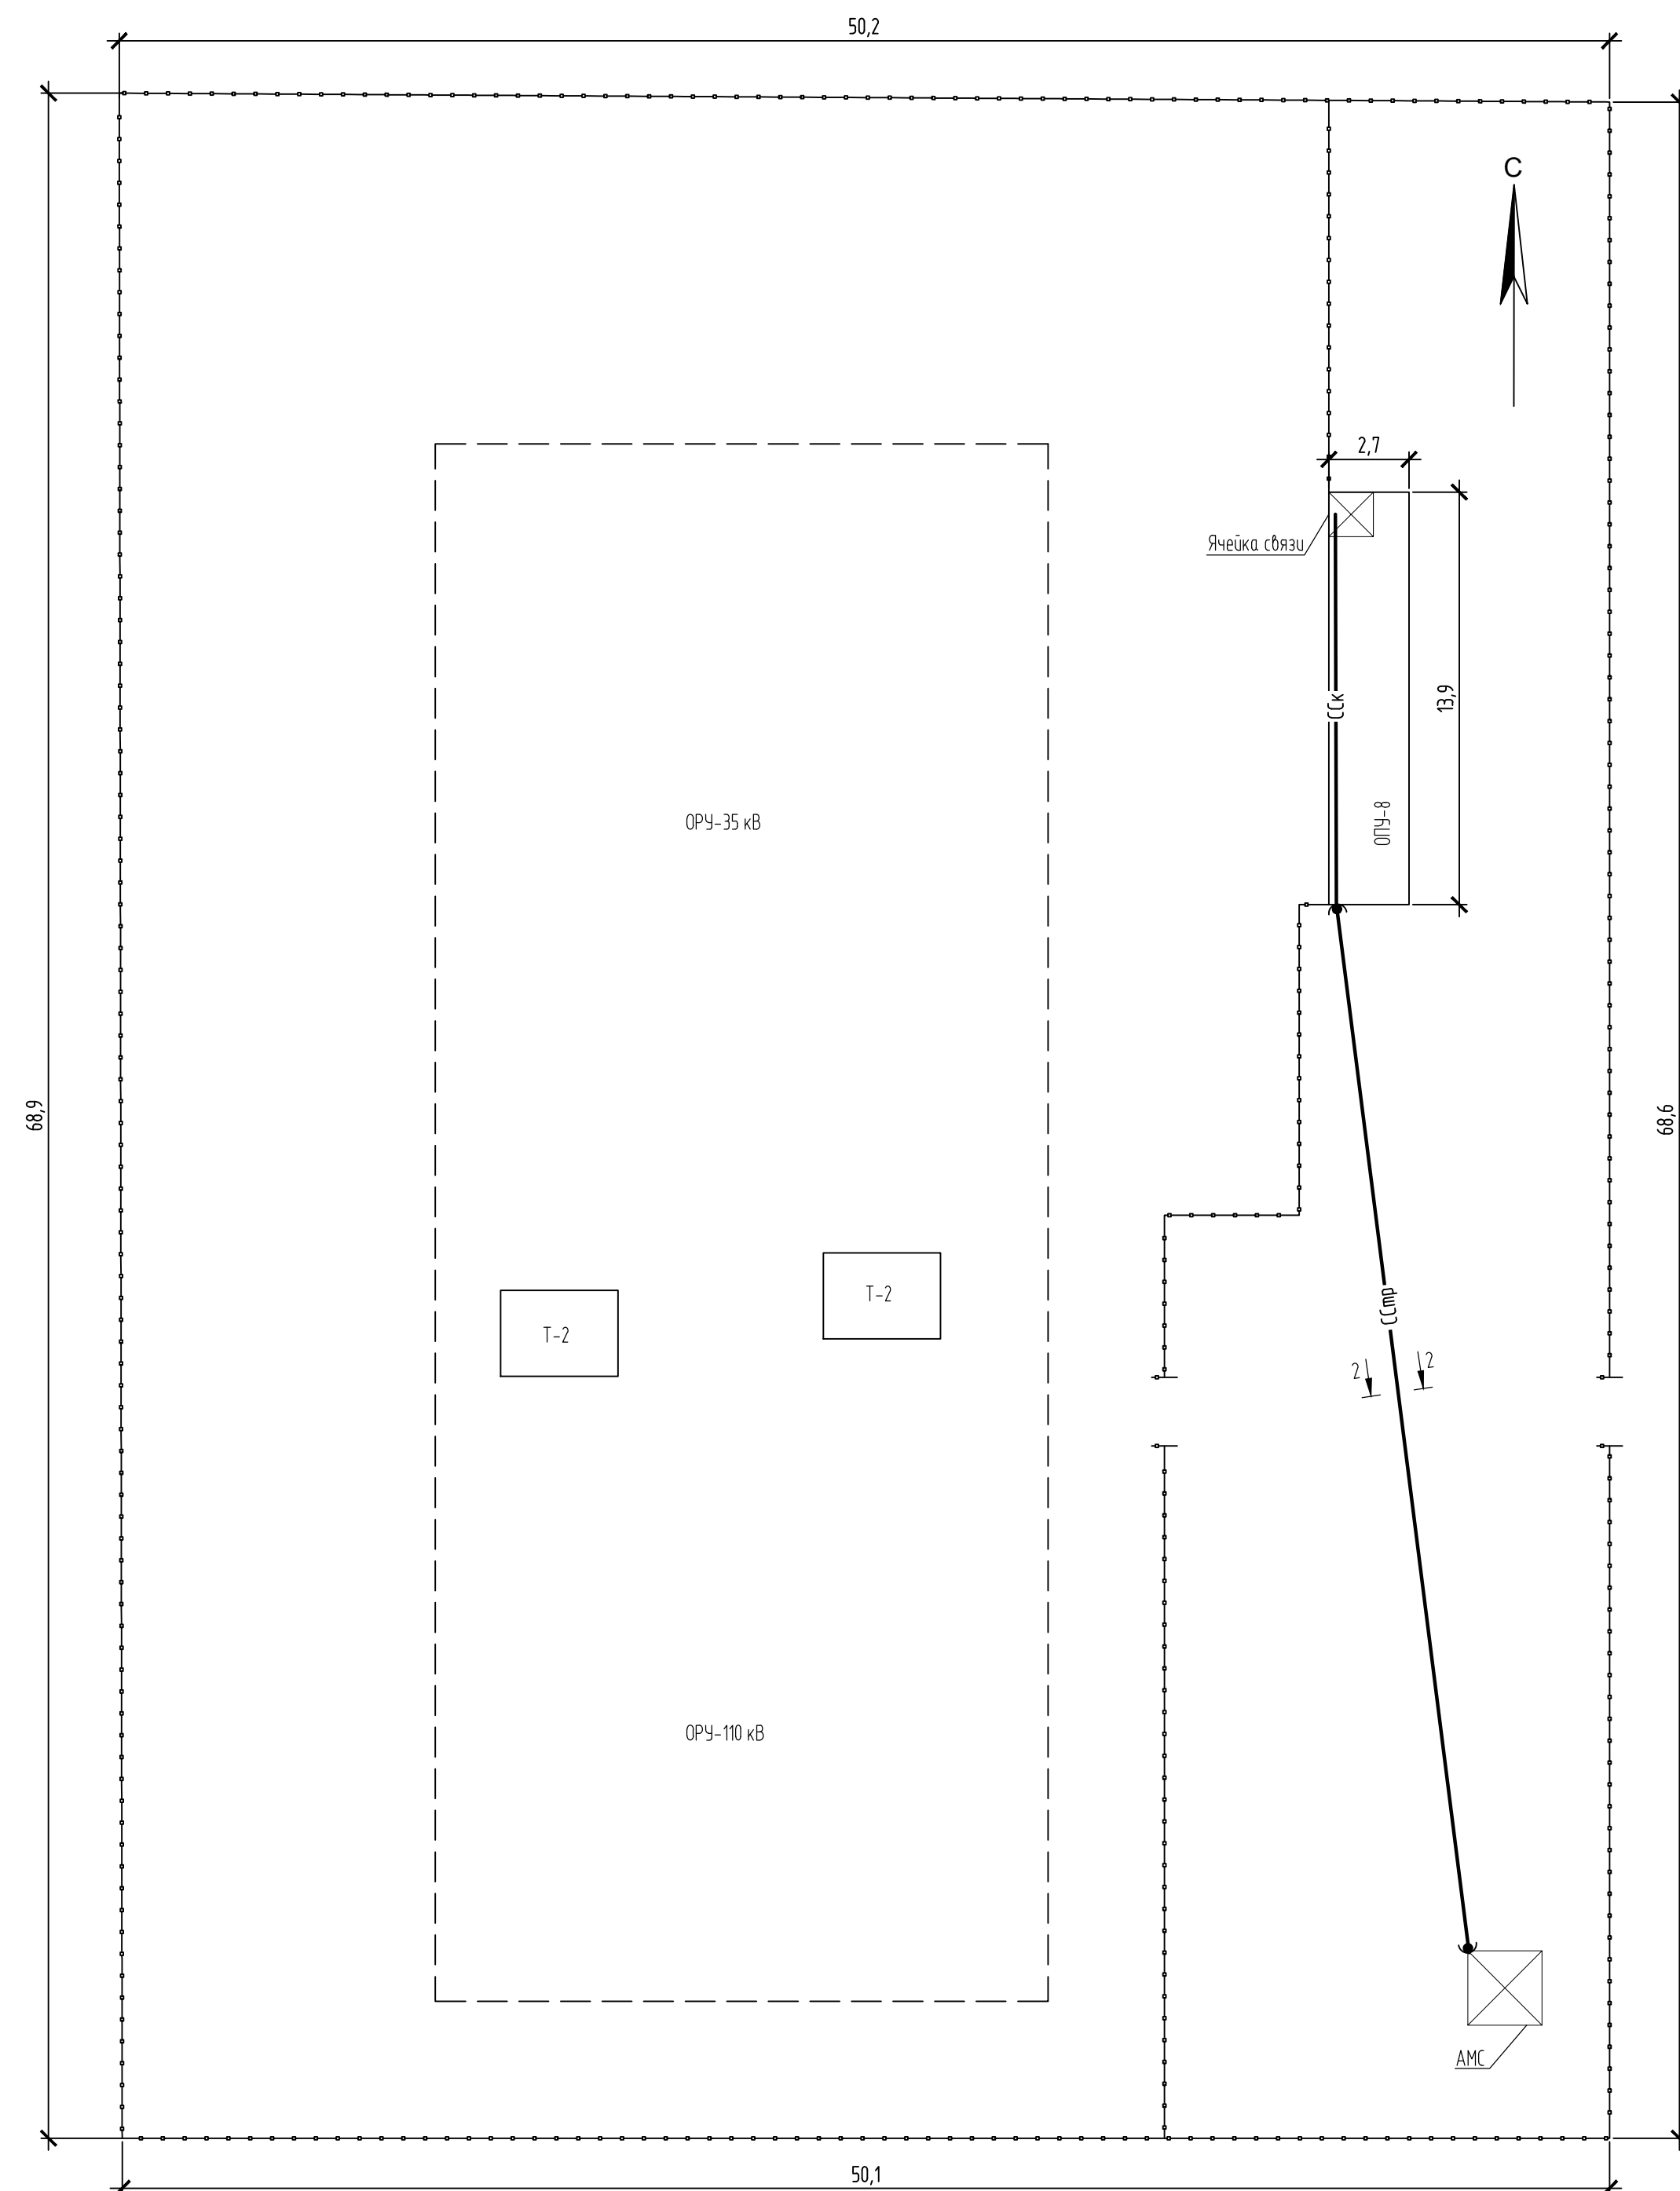 50,2
С
2,7
Ячейка связи
ССк
13,9
ОРУ-35 кВ
ОПУ-8
68,9
68,6
Т-2
Т-2
ССтр
2
2
ОРУ-110 кВ
АМС
50,1